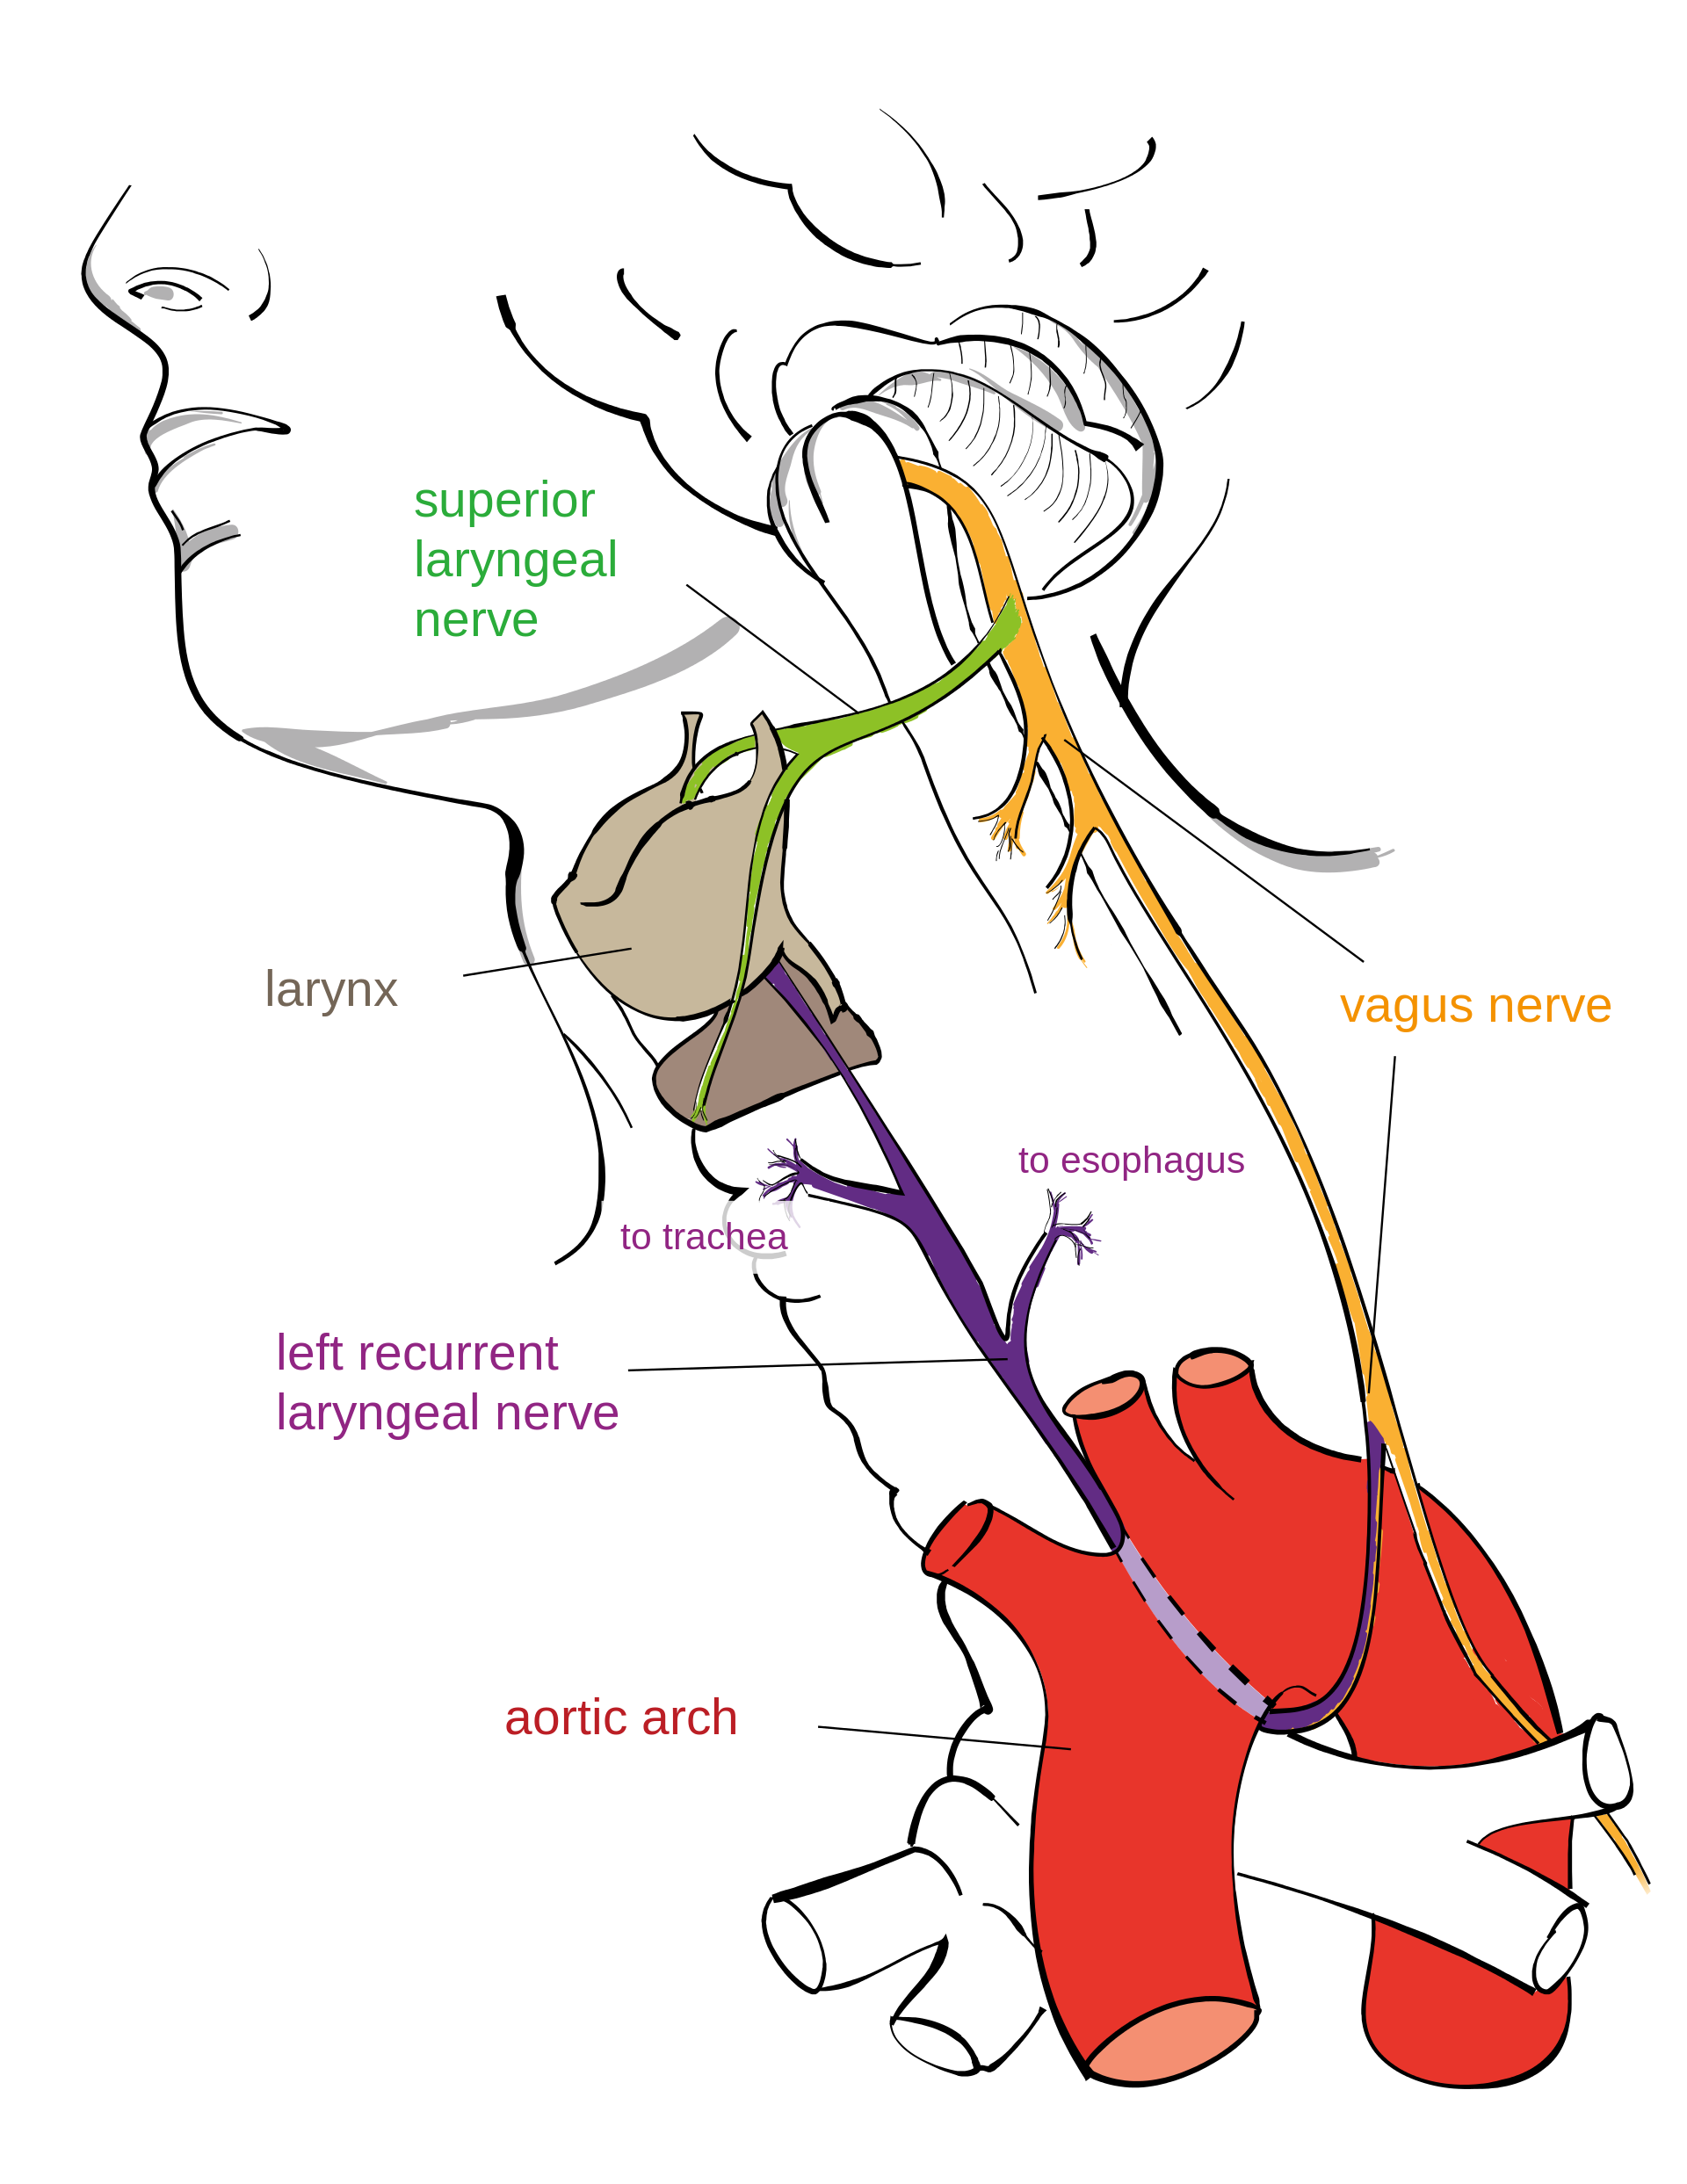 superior
laryngeal
nerve
larynx
vagus nerve
to esophagus
to trachea
left recurrent
laryngeal nerve
aortic arch